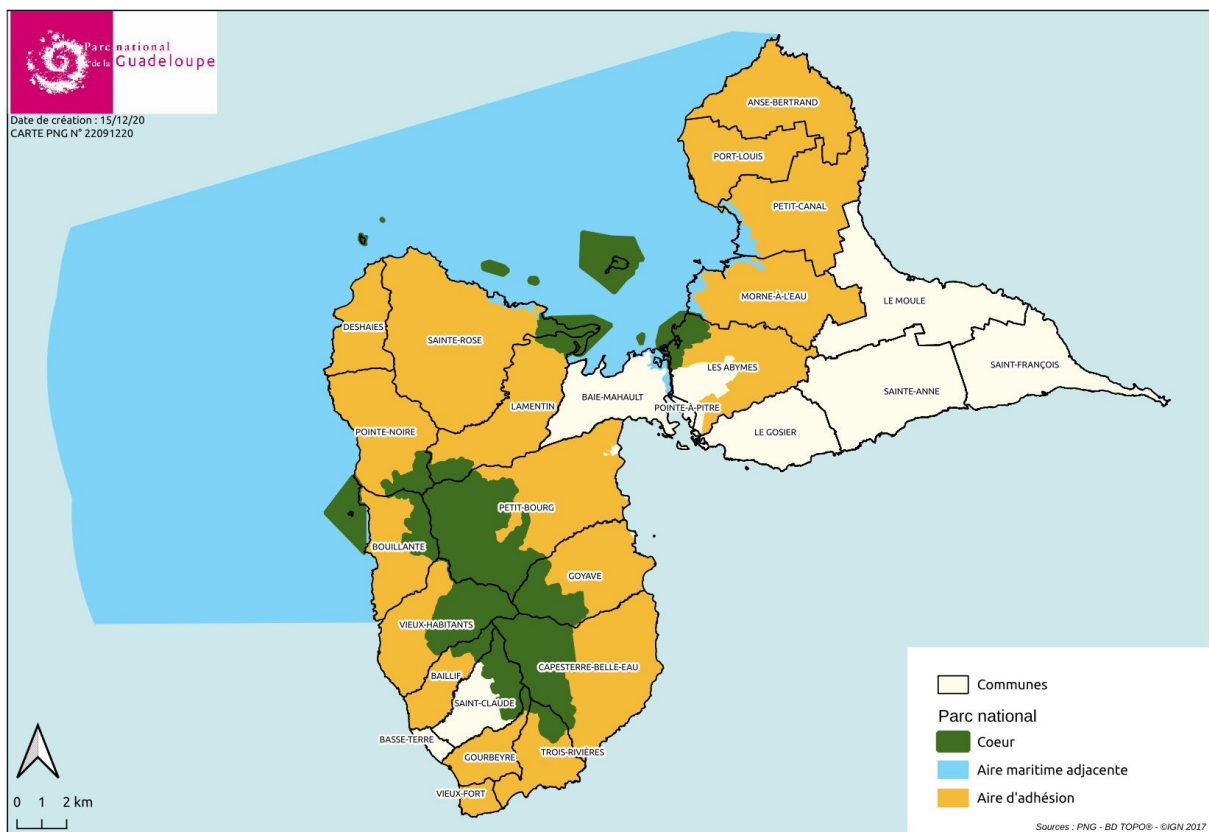 Parc national
de la Guadeloupe
Date de création : 15/12/20
CARTE PNG N° 22091220
ANSE-BERTRAND
PORT-LOUIS
PETIT-CANAL
LE MOULE
MORNE-À-L'EAU
DESHAIES
SAINTE-ROSE
LES ABYMES
SAINT-FRANÇOIS
SAINTE-ANNE
BAIE-MAHAULT
LAMENTIN
POINTE-À-PITRE
LE GOSIER
POINTE-NOIRE
PETIT-BOURG
BOUILLANTE
GOYAVE
VIEUX-HABITANTS
CAPESTERRE-BELLE-EAU
BAILLIF
SAINT-CLAUDE
BASSE-TERRE
TROIS-RIVIÈRES
GOURBEYRE
VIEUX-FORT
0 1 2 km
Communes
Parc national
Coeur
Aire maritime adjacente
Aire d'adhésion
Sources : PNG - BD TOPO® - ©IGN 2017